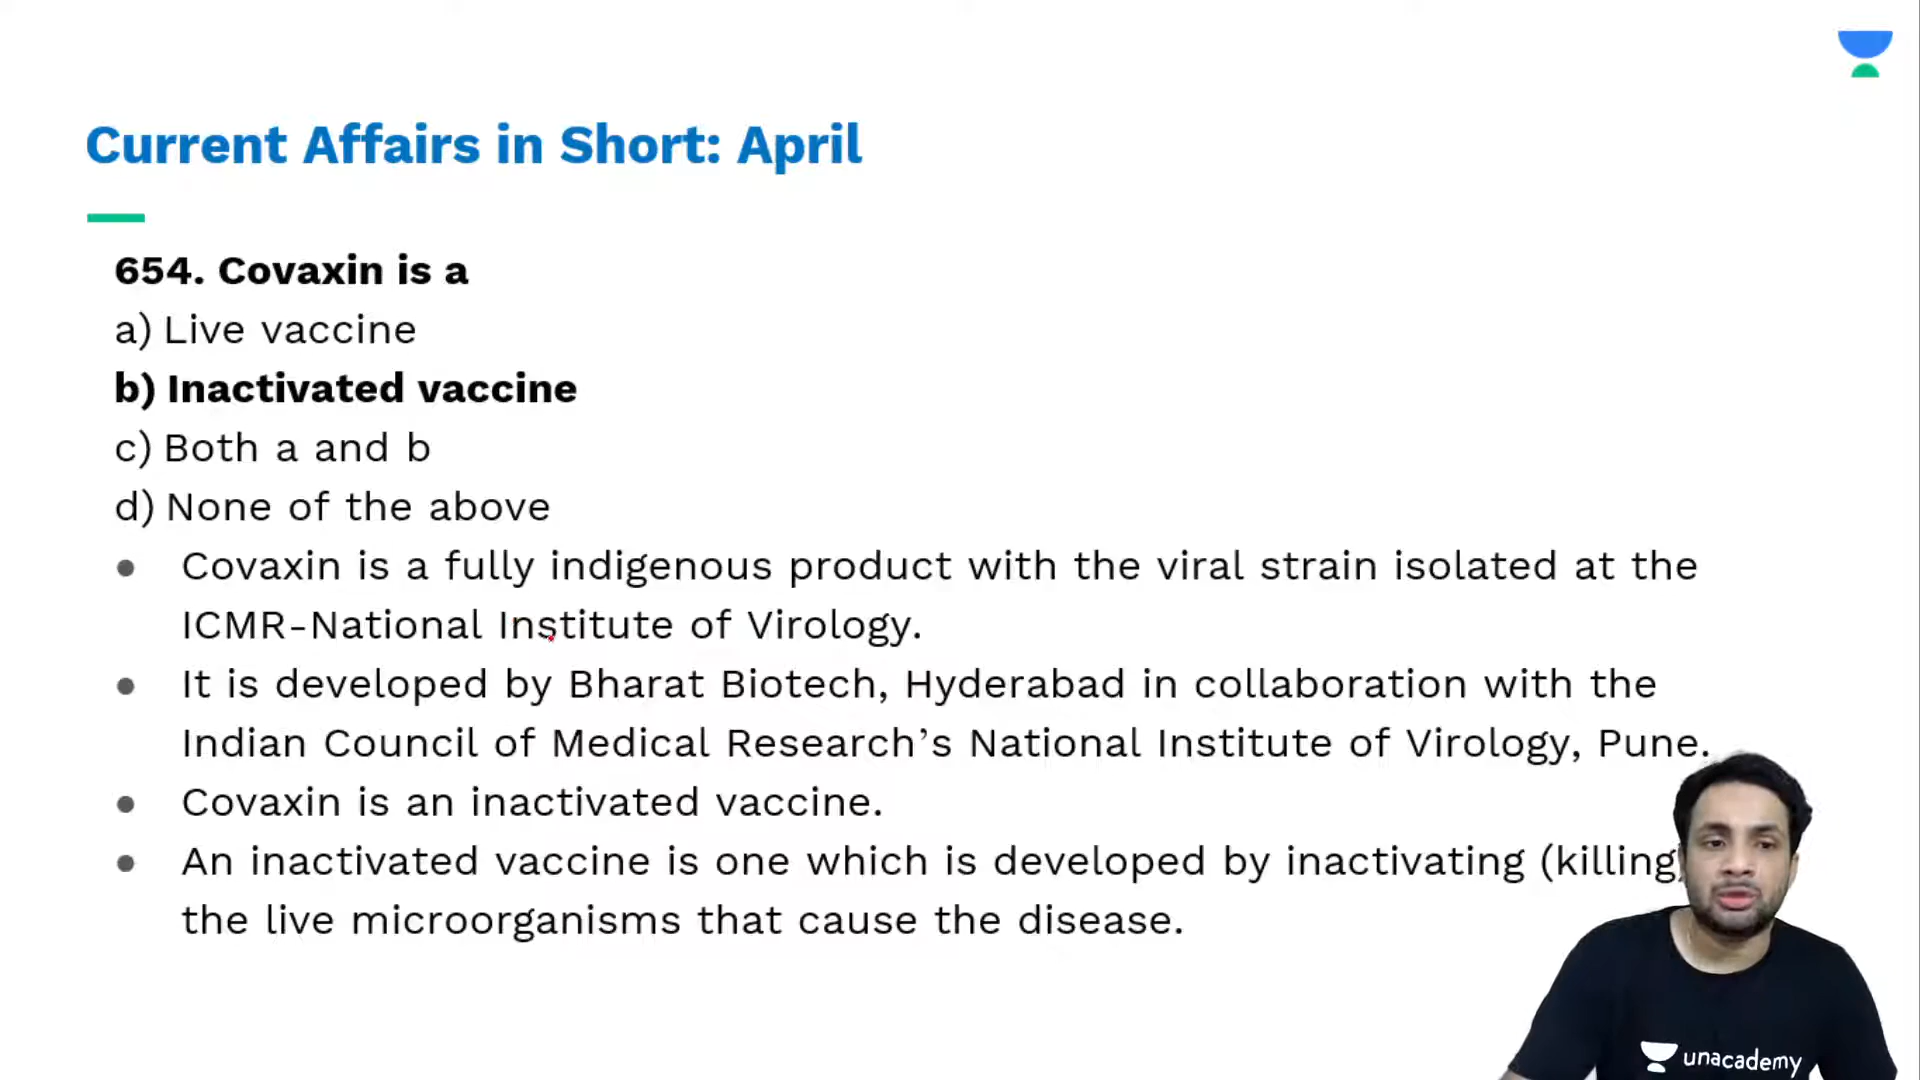 Current Affairs in Short: April
654. Covaxin is a
a) Live vaccine
b) Inactivated vaccine
c) Both a and b
d) None of the above
● Covaxin is a fully indigenous product with the viral strain isolated at the
ICMR-National Institute of Virology.
● It is developed by Bharat Biotech, Hyderabad in collaboration with the
Indian Council of Medical Research’s National Institute of Virology, Pune.
● Covaxin is an inactivated vaccine.
● An inactivated vaccine is one which is developed by inactivating (killing)
the live microorganisms that cause the disease.
unacademy